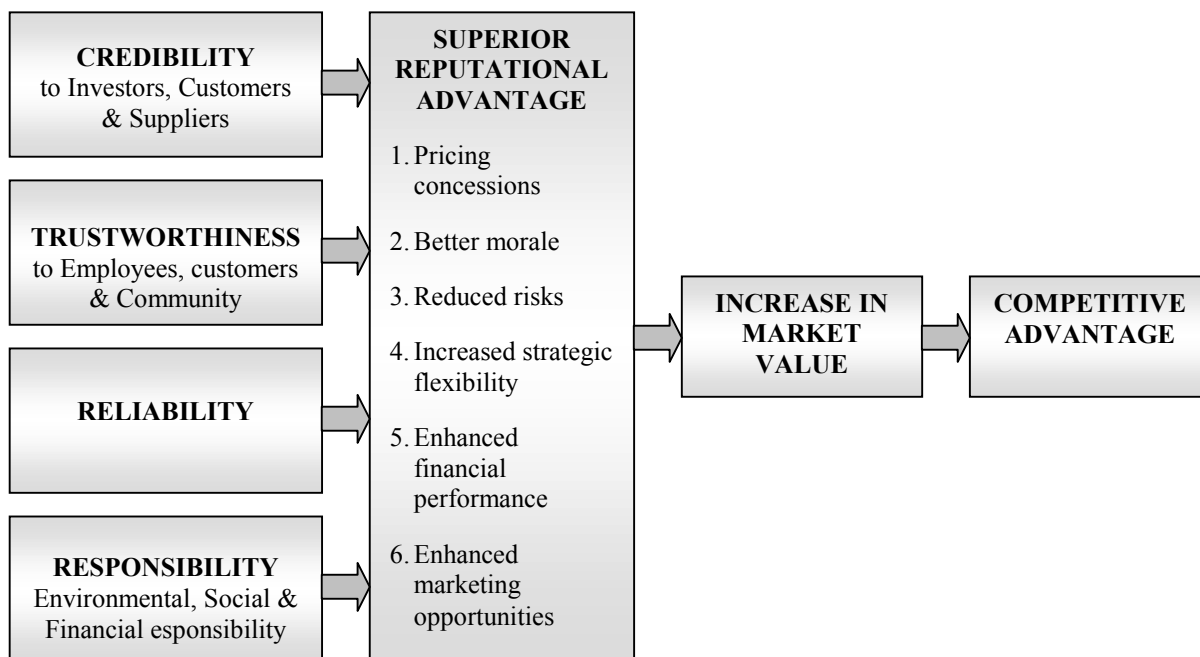 CREDIBILITY
to Investors, Customers
& Suppliers
TRUSTWORTHINESS
to Employees, customers
& Community
RELIABILITY
RESPONSIBILITY
Environmental, Social &
Financial esponsibility
SUPERIOR
REPUTATIONAL
ADVANTAGE
1. Pricing
concessions
2. Better morale
3. Reduced risks
4. Increased strategic
flexibility
5. Enhanced
financial
performance
6. Enhanced
marketing
opportunities
INCREASE IN
MARKET
VALUE
COMPETITIVE
ADVANTAGE